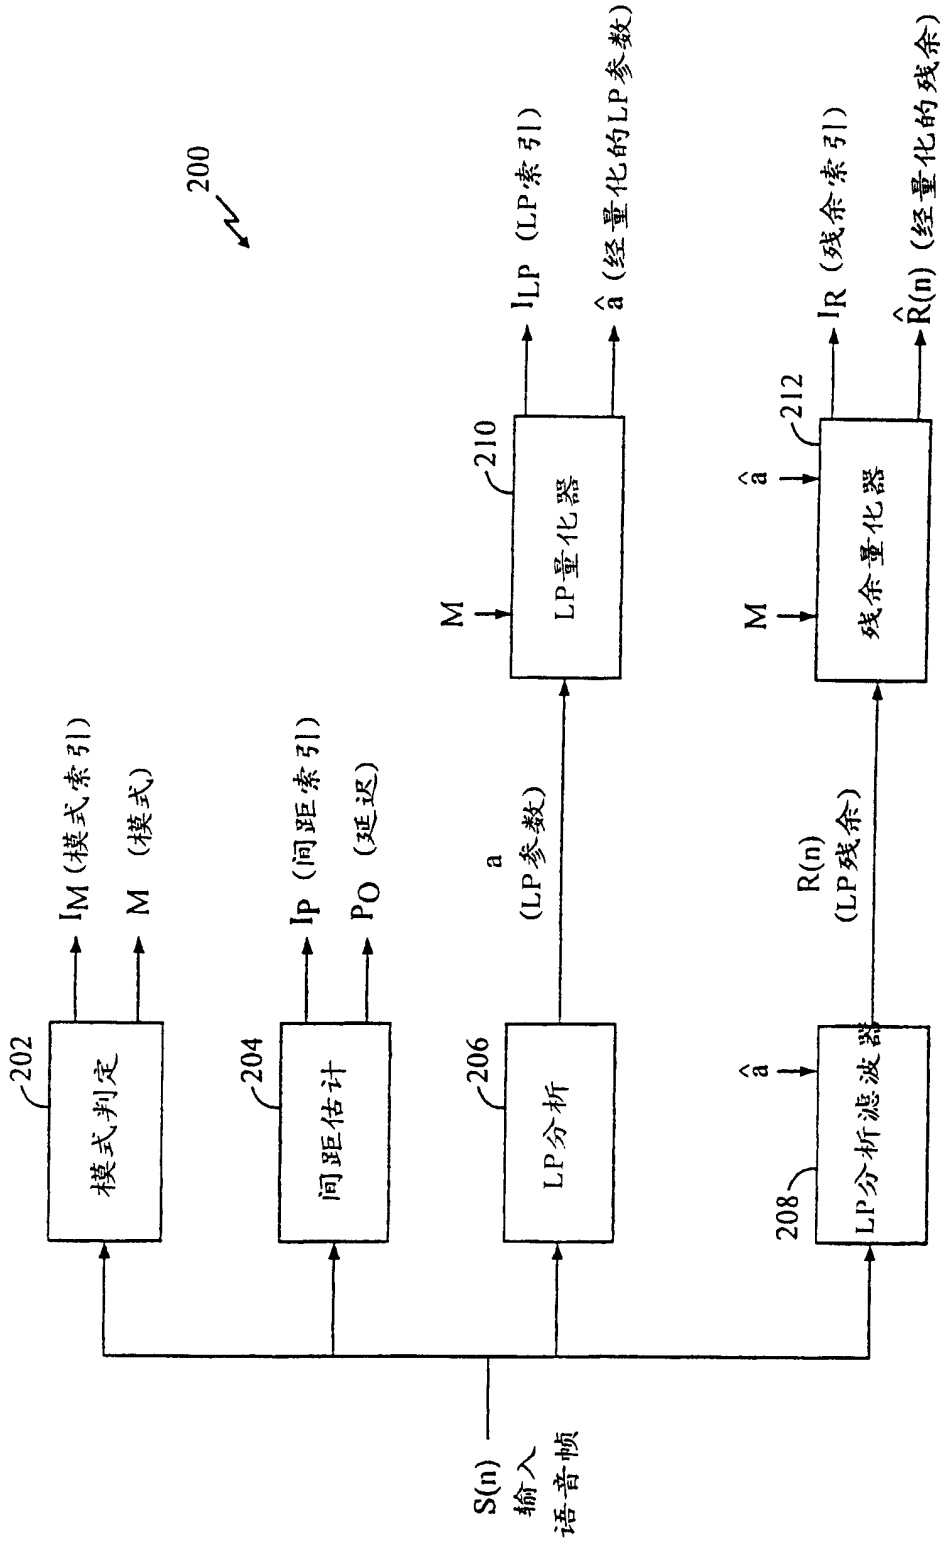 200
S(n)
输入
语音帧
202
模式判定
I_M (模式索引)
M (模式)
204
间距估计
I_P (间距索引)
P_O (延迟)
206
LP分析
a
(LP参数)
M
210
LP量化器
I_LP (LP索引)
â (经量化的LP参数)
208
LP分析滤波器
â
R(n)
(LP残余)
M
â
212
残余量化器
I_R (残余索引)
R̂(n) (经量化的残余)